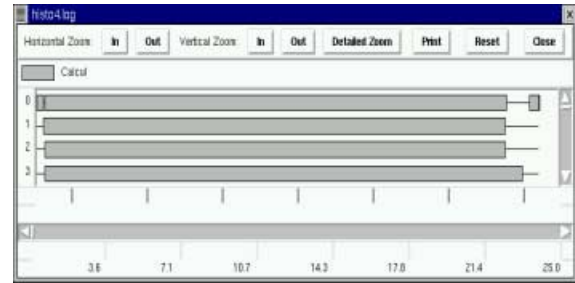 histo4.log
Horizontal Zoom: In Out Vertical Zoom: In Out Detailed Zoom Print Reset Close
Calcul
0
1
2
3
3.6 7.1 10.7 14.3 17.8 21.4 25.0